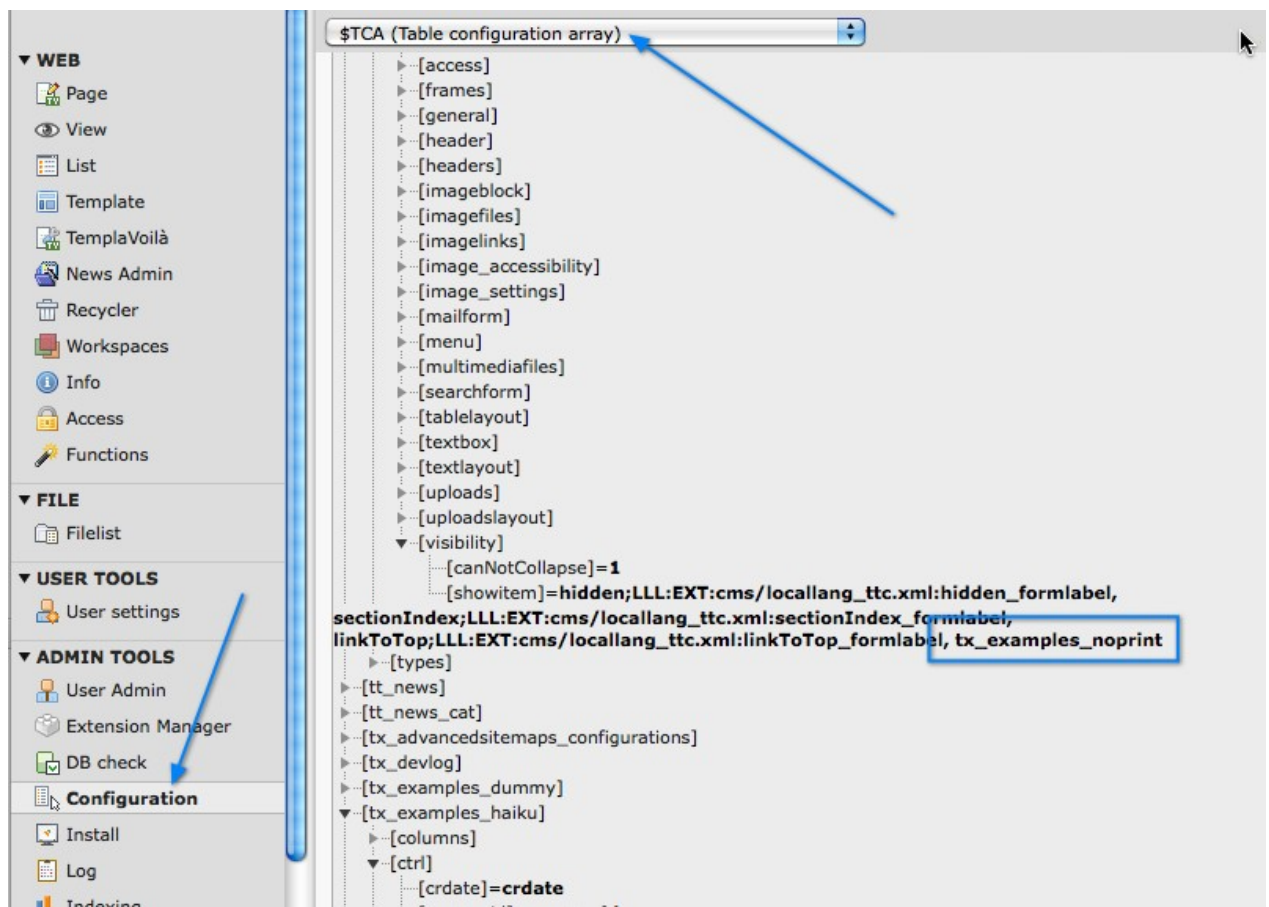 WEB
Page
View
List
Template
TemplaVoilà
News Admin
Recycler
Workspaces
Info
Access
Functions
FILE
Filelist
USER TOOLS
User settings
ADMIN TOOLS
User Admin
Extension Manager
DB check
Configuration
Install
Log
Indexing
$TCA (Table configuration array)
[access]
[frames]
[general]
[header]
[headers]
[imageblock]
[imagefiles]
[imagelinks]
[image_accessibility]
[image_settings]
[mailform]
[menu]
[multimediafiles]
[searchform]
[tablelayout]
[textbox]
[textlayout]
[uploads]
[uploadslayout]
[visibility]
[canNotCollapse]=1
[showitem]=hidden;LLL:EXT:cms/locallang_ttc.xml:hidden_formlabel,
sectionIndex;LLL:EXT:cms/locallang_ttc.xml:sectionIndex_formlabel,
linkToTop;LLL:EXT:cms/locallang_ttc.xml:linkToTop_formlabel, tx_examples_noprint
[types]
[tt_news]
[tt_news_cat]
[tx_advancedsitemaps_configurations]
[tx_devlog]
[tx_examples_dummy]
[tx_examples_haiku]
[columns]
[ctrl]
[crdate]=crdate